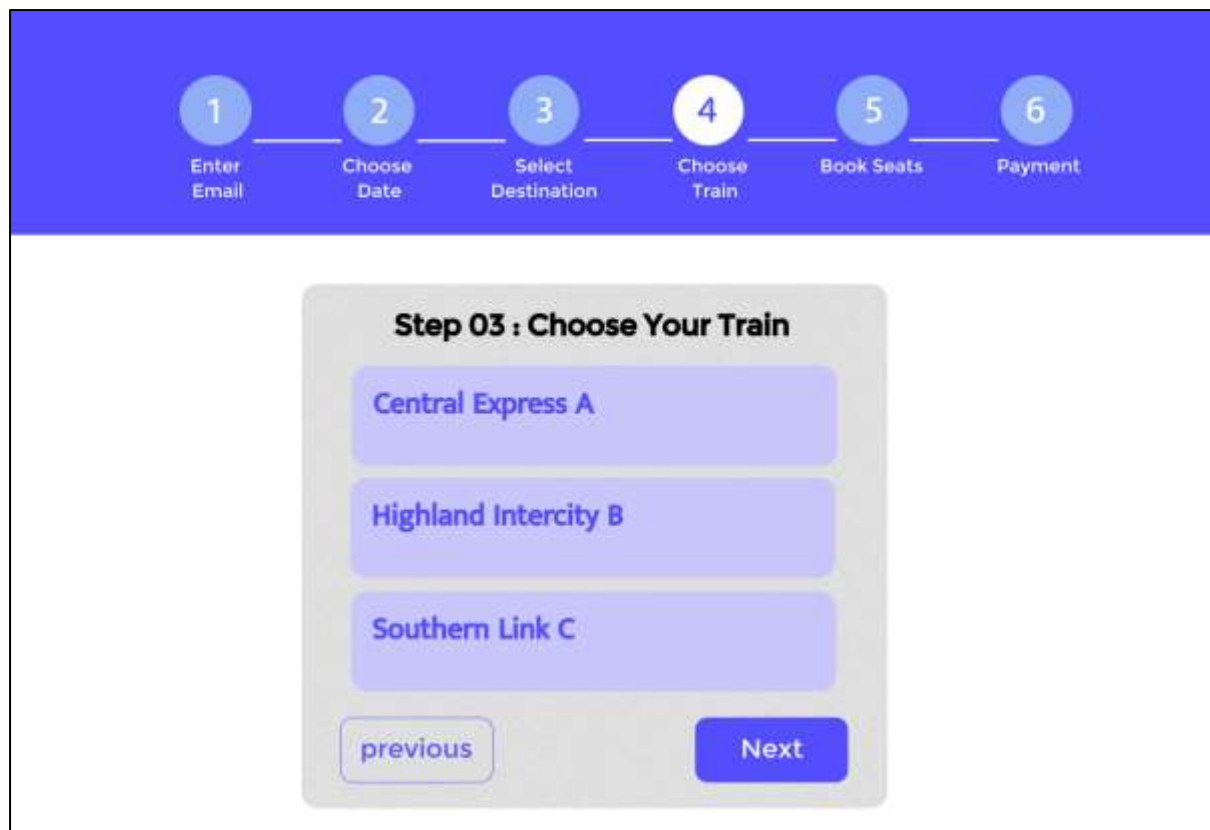 1 2 3 4 5 6
Enter Choose Select Choose Book Seats Payment
Email Date Destination Train
Step 03 : Choose Your Train
Central Express A
Highland Intercity B
Southern Link C
previous Next